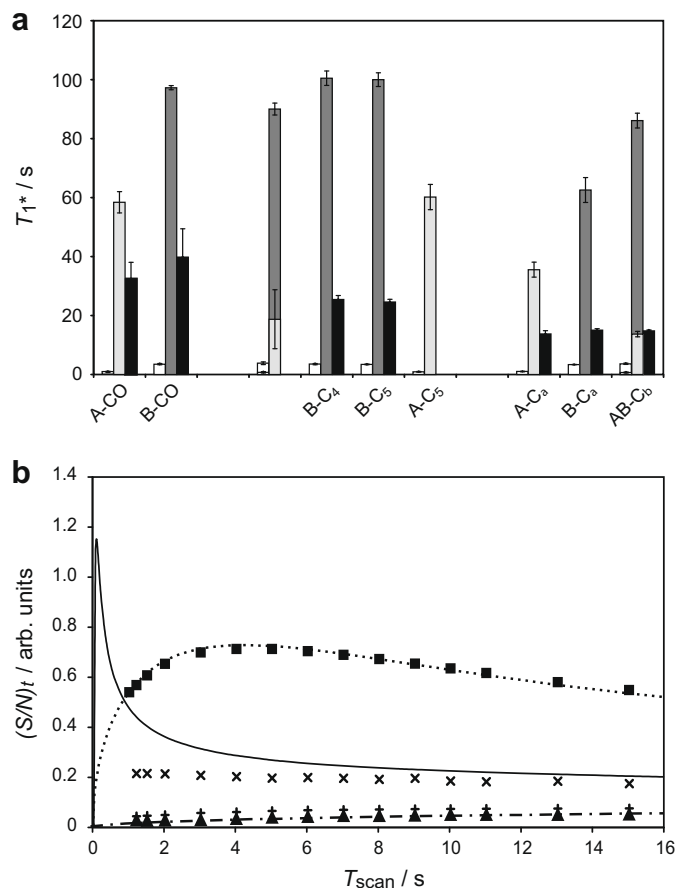 a
120
100
80
60
40
20
0
T1* / s
A-CO
B-CO
B-C4
B-C5
A-C5
A-Ca
B-Ca
AB-Cb
b
1.4
1.2
1.0
0.8
0.6
0.4
0.2
0
(S/N)t / arb. units
0 2 4 6 8 10 12 14 16
Tscan / s